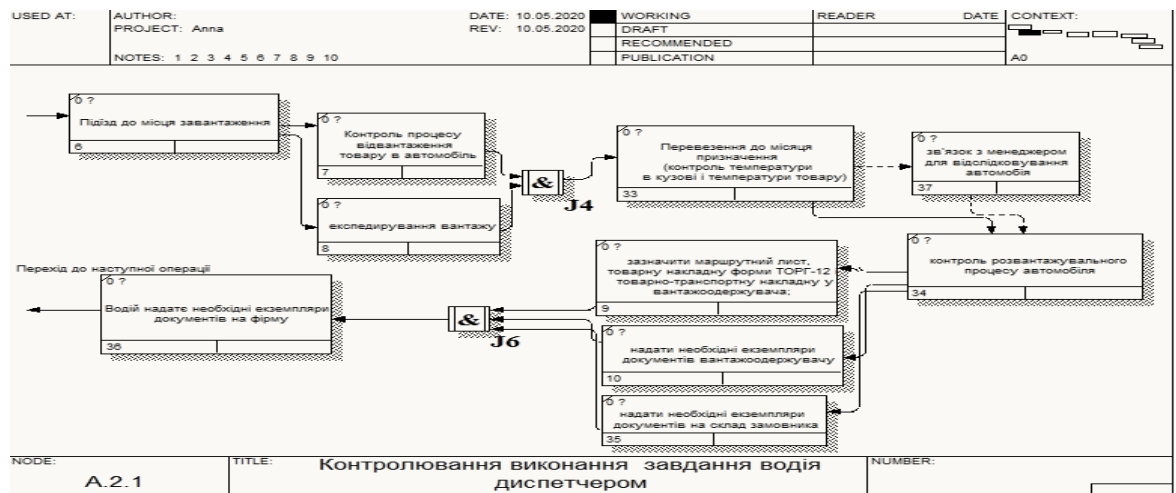 USED AT:
AUTHOR:
DATE: 10.05.2020
WORKING
READER
DATE
CONTEXT:
PROJECT: Anna
REV: 10.05.2020
DRAFT
RECOMMENDED
NOTES: 1 2 3 4 5 6 7 8 9 10
PUBLICATION
A0
0 ?
Підїзд до місця завантаження
6
0 ?
Контроль процесу
відвантаження
товару в автомобіль
7
0 ?
експедирування вантажу
8
&
J4
0 ?
Перевезення до місяця
призначення
(контроль температури
в кузові і температури товару)
33
0 ?
зв'язок з менеджером
для відслідковування
автомобія
37
0 ?
контроль розвантажувального
процесу автомобіля
34
0 ?
зазначити маршрутний лист,
товарну накладну форми ТОРГ-12 і
товарно-транспортну накладну у
вантажоодержувача;
9
0 ?
надати необхідні екземпляри
документів вантажоодержувачу
10
0 ?
надати необхідні екземпляри
документів на склад замовника
35
&
J6
Перехід до наступної операції
0 ?
Водій надатє необхідні екземпляри
документів на фірму
36
NODE:
A.2.1
TITLE:
Контролювання виконання завдання водія
диспетчером
NUMBER: